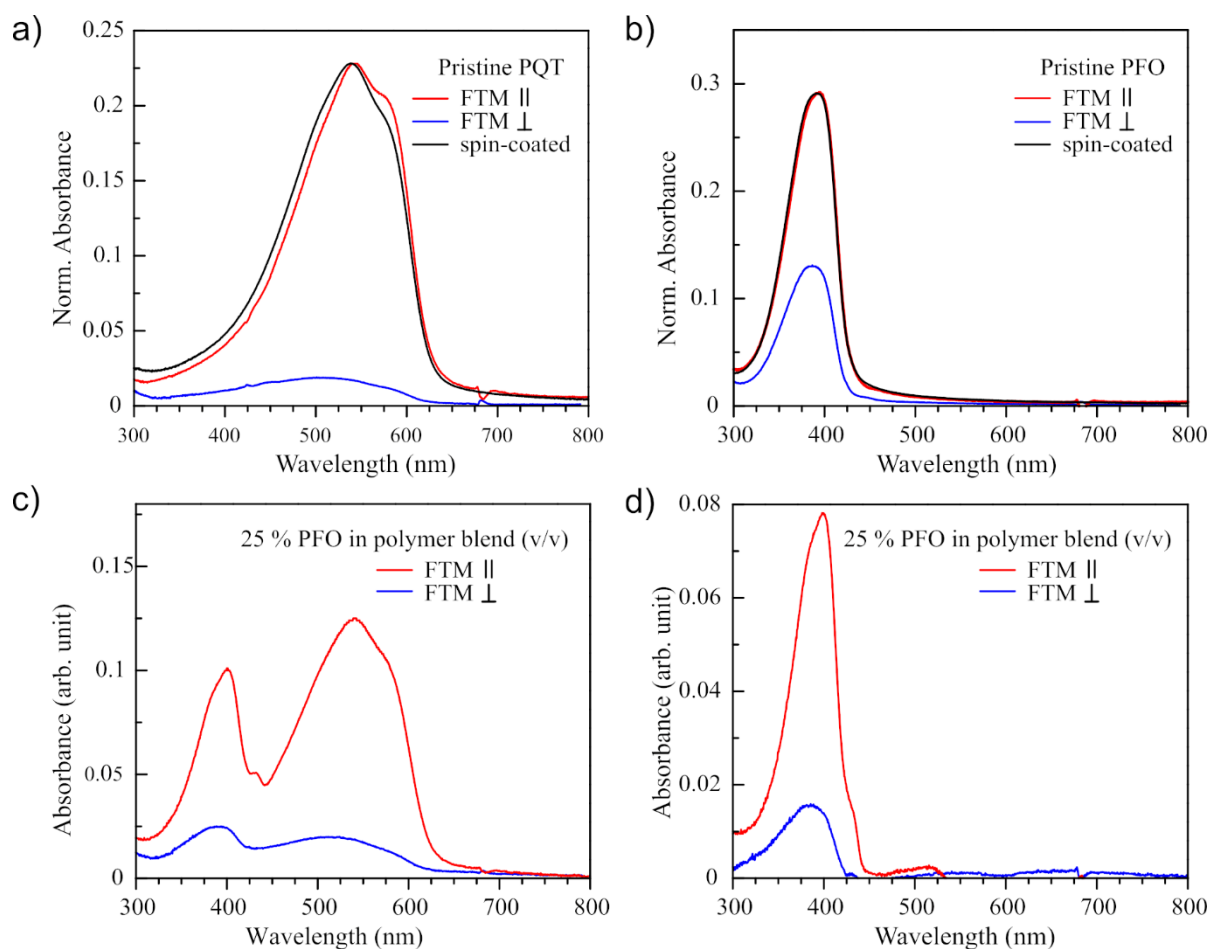 a)
0.25
0.2
0.15
0.1
0.05
0
Norm. Absorbance
Pristine PQT
FTM ||
FTM ⊥
spin-coated
300 400 500 600 700 800
Wavelength (nm)
b)
0.3
0.2
0.1
0
Norm. Absorbance
Pristine PFO
FTM ||
FTM ⊥
spin-coated
300 400 500 600 700 800
Wavelength (nm)
c)
0.15
0.1
0.05
0
Absorbance (arb. unit)
25 % PFO in polymer blend (v/v)
FTM ||
FTM ⊥
300 400 500 600 700 800
Wavelength (nm)
d)
0.08
0.06
0.04
0.02
0
Absorbance (arb. unit)
25 % PFO in polymer blend (v/v)
FTM ||
FTM ⊥
300 400 500 600 700 800
Wavelength (nm)